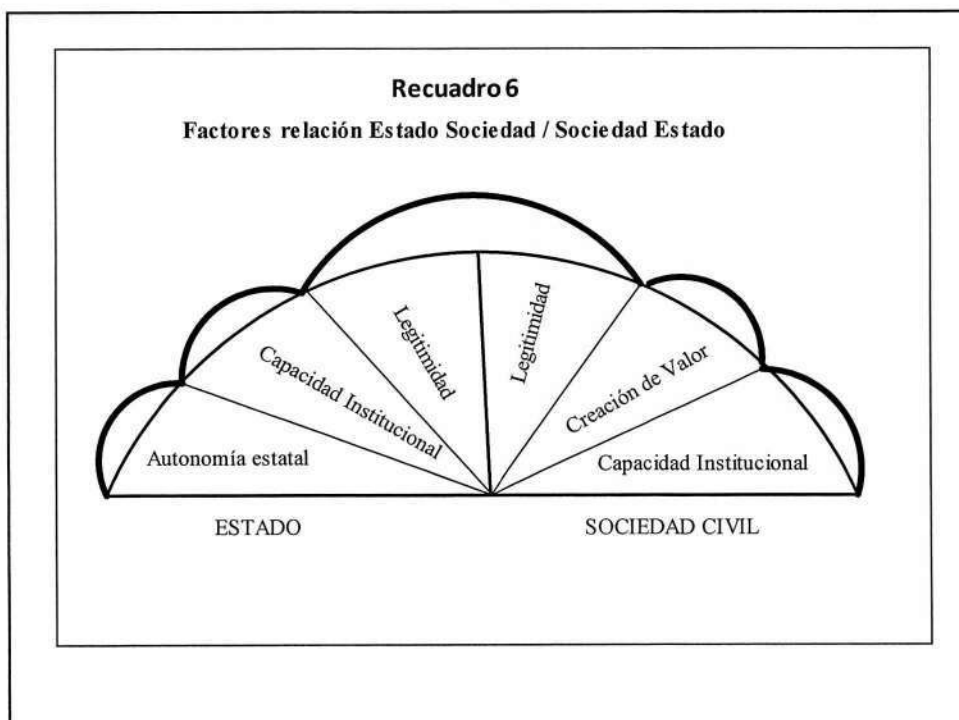 Recuadro 6
Factores relación Estado Sociedad / Sociedad Estado
Autonomía estatal
Capacidad Institucional
Legitimidad
Legitimidad
Creación de Valor
Capacidad Institucional
ESTADO
SOCIEDAD CIVIL